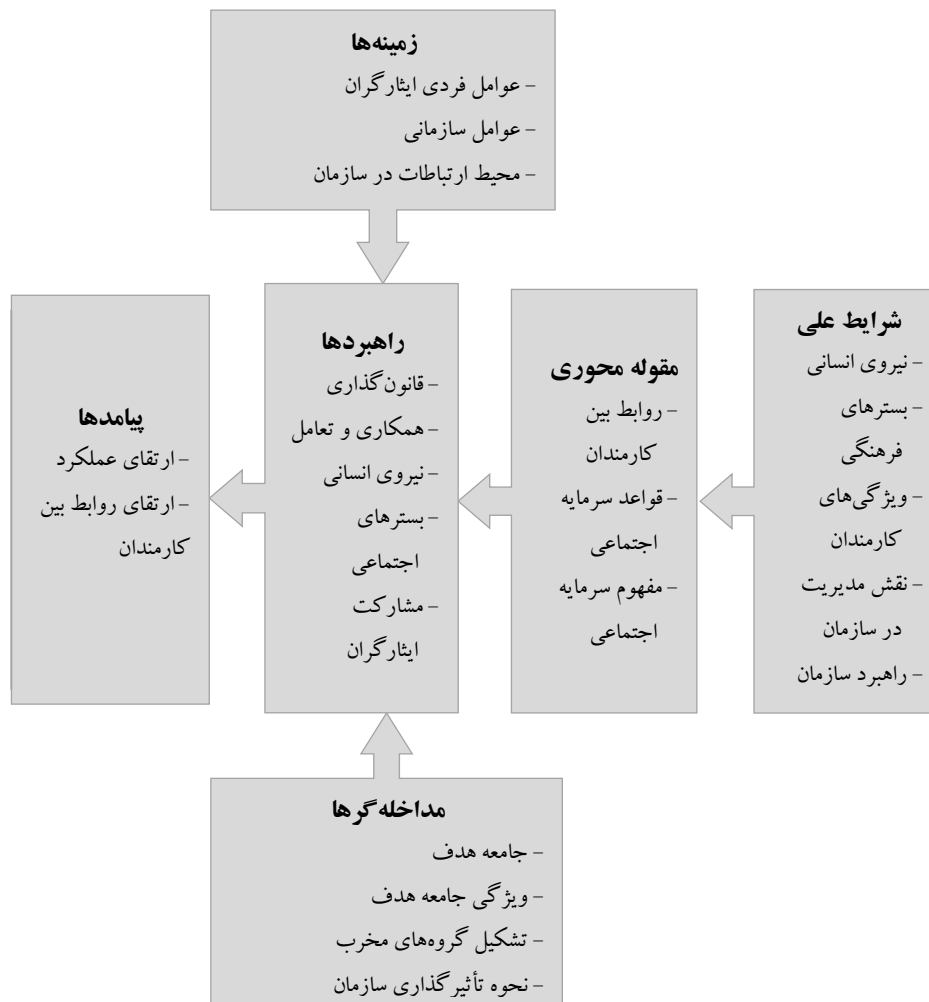 زمینه‌ها
- عوامل فردی ایثارگران
- عوامل سازمانی
- محیط ارتباطات در سازمان
شرایط علی
- نیروی انسانی
- بسترهای
فرهنگی
- ویژگی‌های
کارمندان
- نقش مدیریت
در سازمان
- راهبرد سازمان
مقوله محوری
- روابط بین
کارمندان
- قواعد سرمایه
اجتماعی
- مفهوم سرمایه
اجتماعی
راهبردها
- قانون‌گذاری
- همکاری و تعامل
- نیروی انسانی
- بسترهای
اجتماعی
- مشارکت
ایثارگران
پیامدها
- ارتقای عملکرد
- ارتقای روابط بین
کارمندان
مداخله‌گرها
- جامعه هدف
- ویژگی جامعه هدف
- تشکیل گروه‌های مخرب
- نحوه تأثیرگذاری سازمان